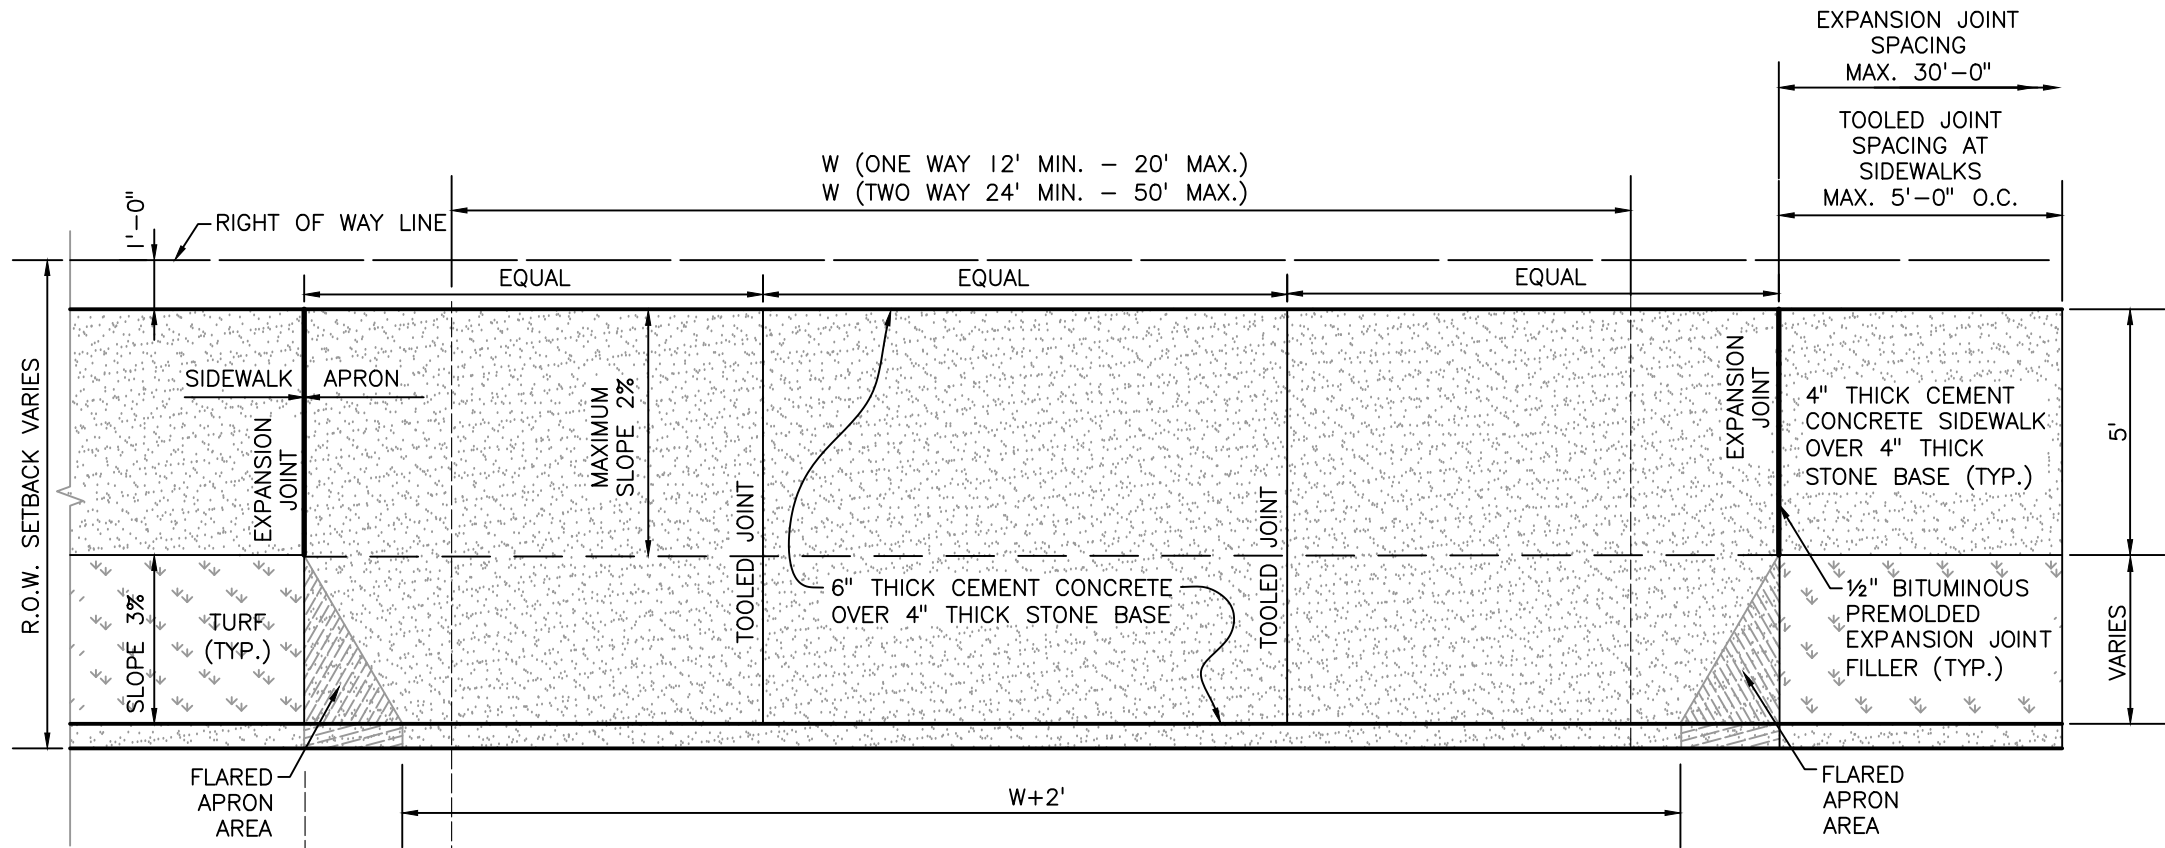 EXPANSION JOINT
SPACING
MAX. 30'-0"
TOOLED JOINT
SPACING AT
SIDEWALKS
MAX. 5'-0" O.C.
W (ONE WAY 12' MIN. - 20' MAX.)
W (TWO WAY 24' MIN. - 50' MAX.)
1'-0"
RIGHT OF WAY LINE
EQUAL
EQUAL
EQUAL
R.O.W. SETBACK VARIES
SIDEWALK
APRON
EXPANSION
JOINT
MAXIMUM
SLOPE 2%
TOOLED JOINT
TOOLED JOINT
EXPANSION
JOINT
4" THICK CEMENT
CONCRETE SIDEWALK
OVER 4" THICK
STONE BASE (TYP.)
5'
6" THICK CEMENT CONCRETE
OVER 4" THICK STONE BASE
SLOPE 3%
TURF
(TYP.)
½" BITUMINOUS
PREMOLDED
EXPANSION JOINT
FILLER (TYP.)
VARIES
FLARED
APRON
AREA
W+2'
FLARED
APRON
AREA